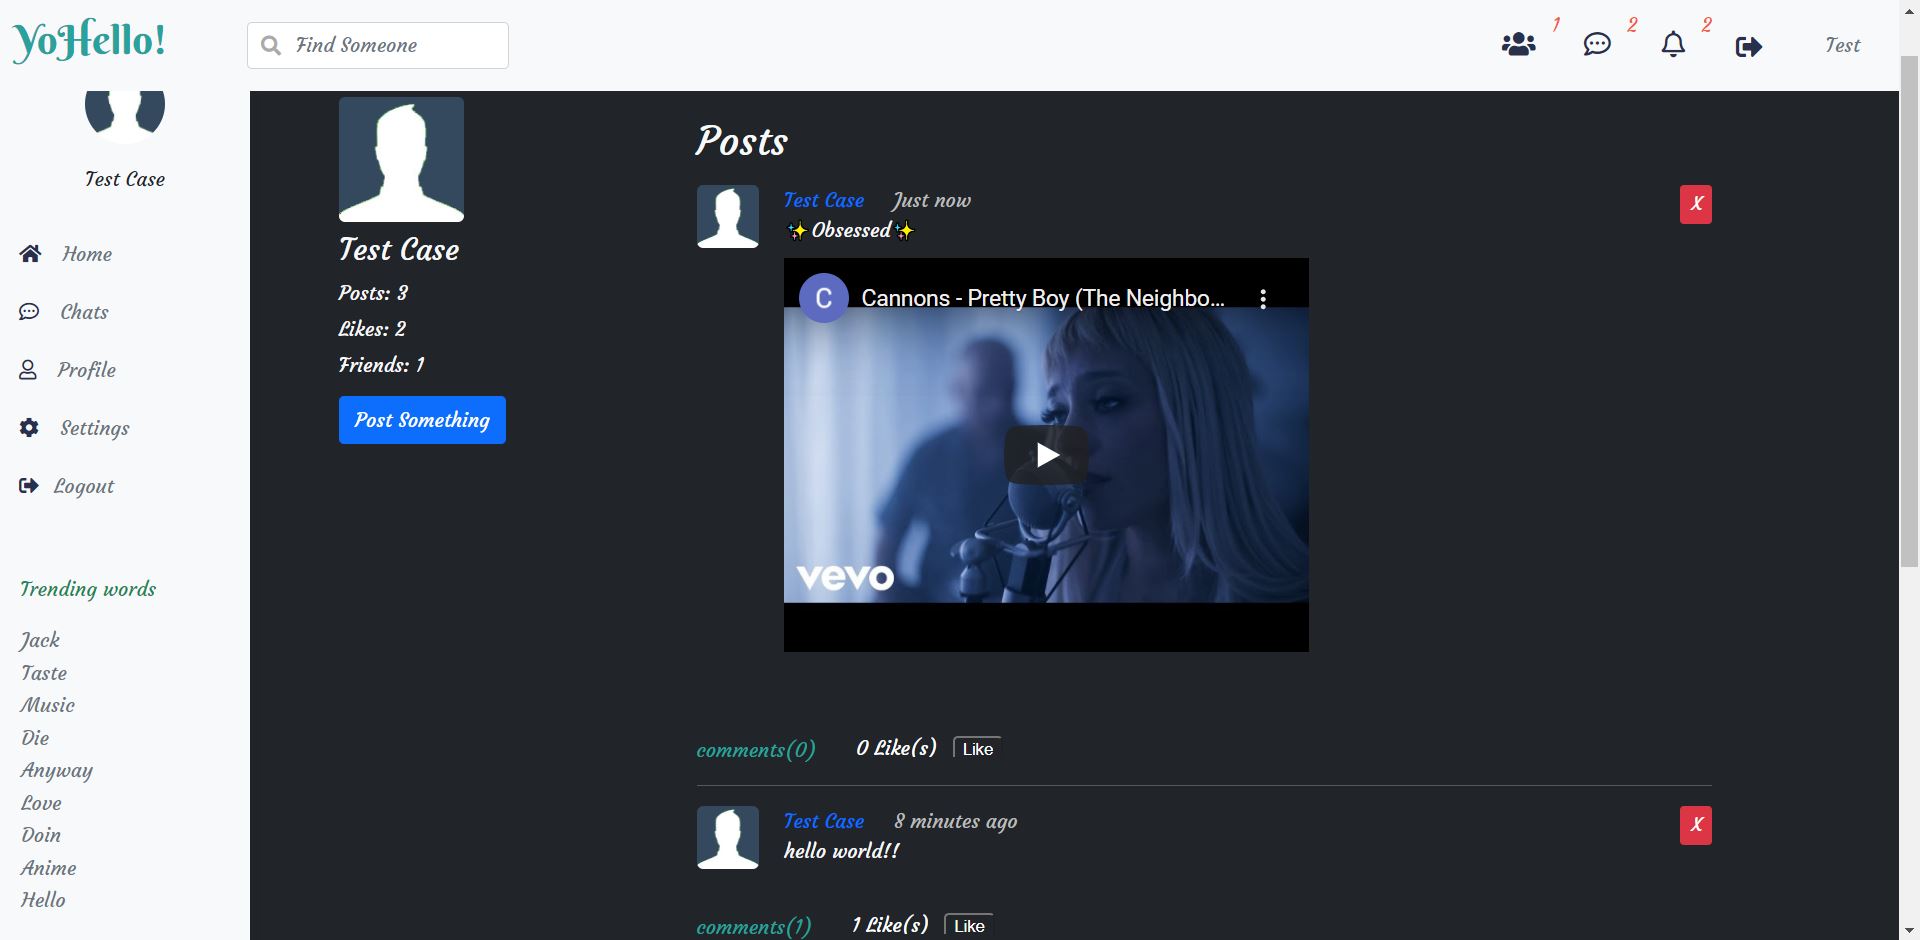 YoHello!
Find Someone
1
2
2
Test
Test Case
Home
Chats
Profile
Settings
Logout
Trending words
Jack
Taste
Music
Die
Anyway
Love
Doin
Anime
Hello
Test Case
Posts: 3
Likes: 2
Friends: 1
Post Something
Posts
Test Case Just now
X
✨Obsessed✨
C
Cannons - Pretty Boy (The Neighbo...
vevo
comments(0) 0 Like(s) Like
Test Case 8 minutes ago
X
hello world!!
comments(1) 1 Like(s) Like